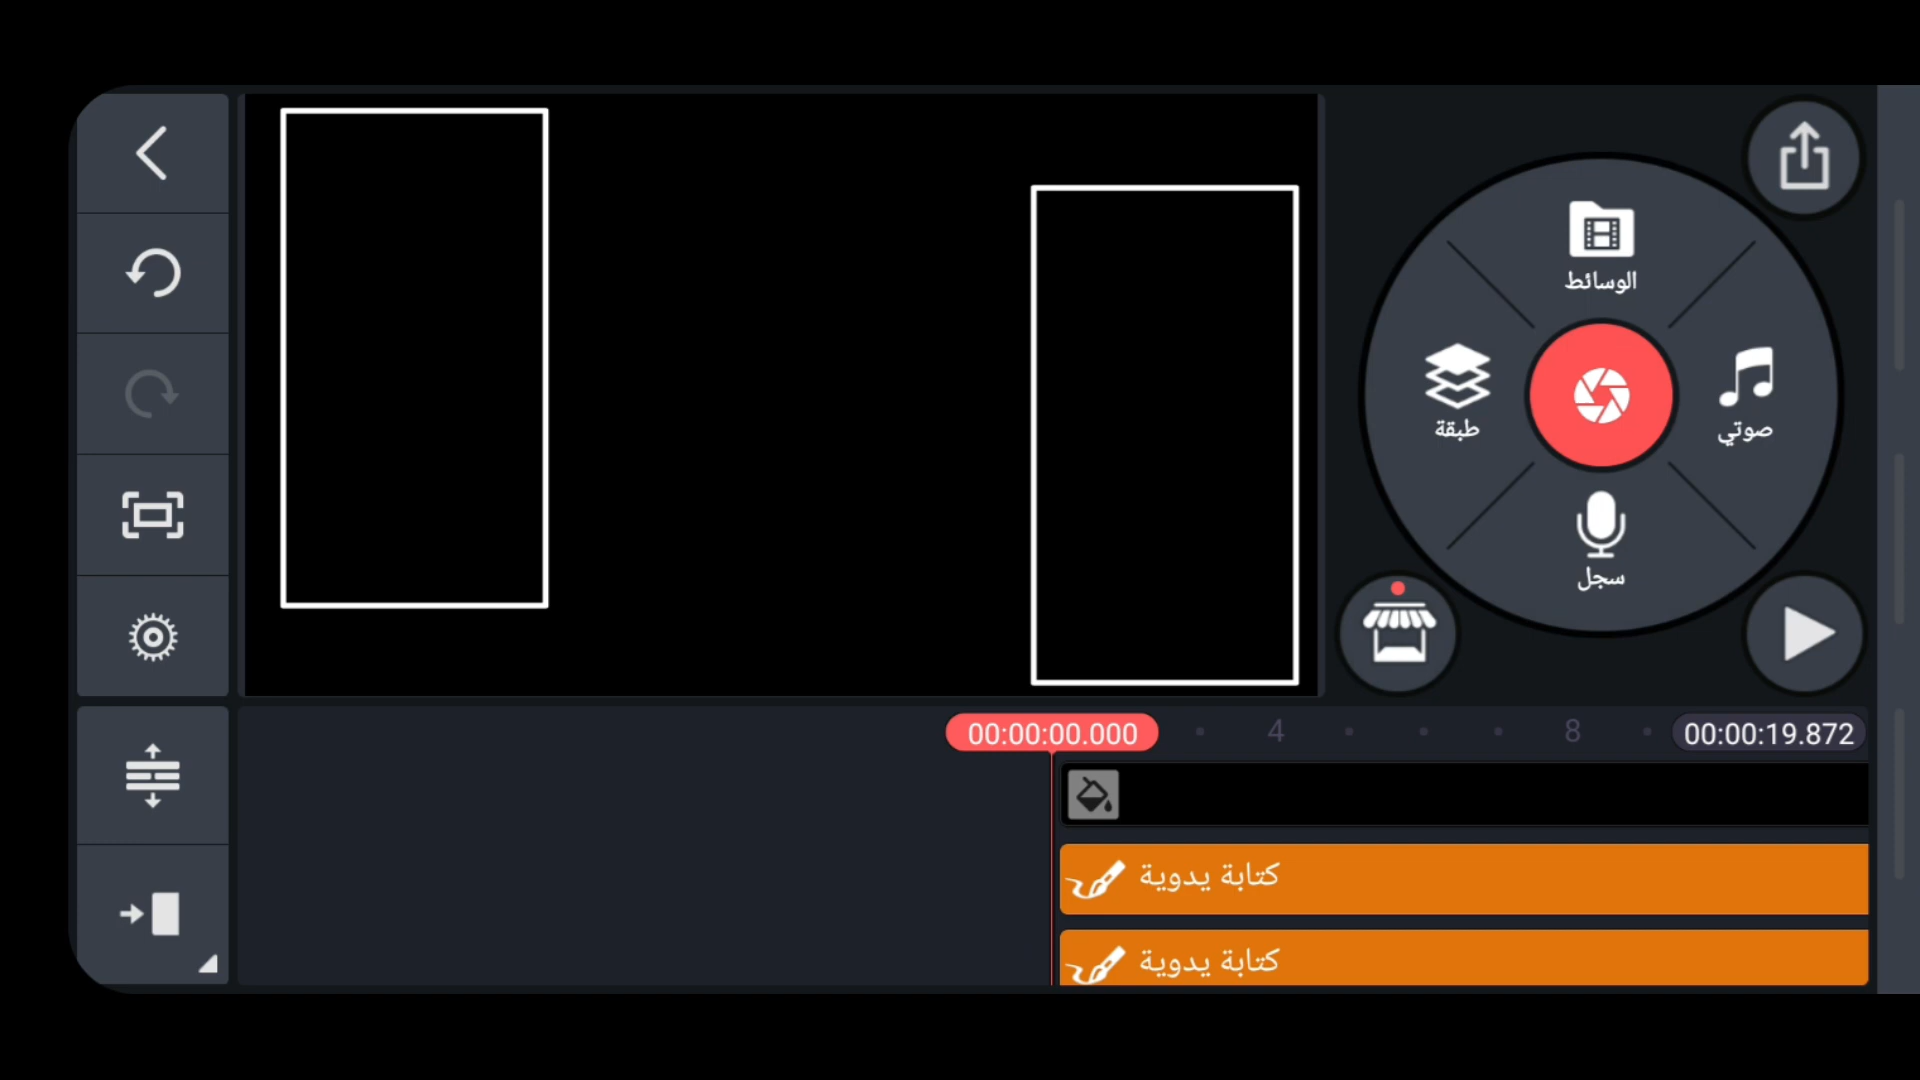 الوسائط
طبقة
صوتي
سجل
00:00:00.000
4
8
00:00:19.872
كتابة يدوية
كتابة يدوية